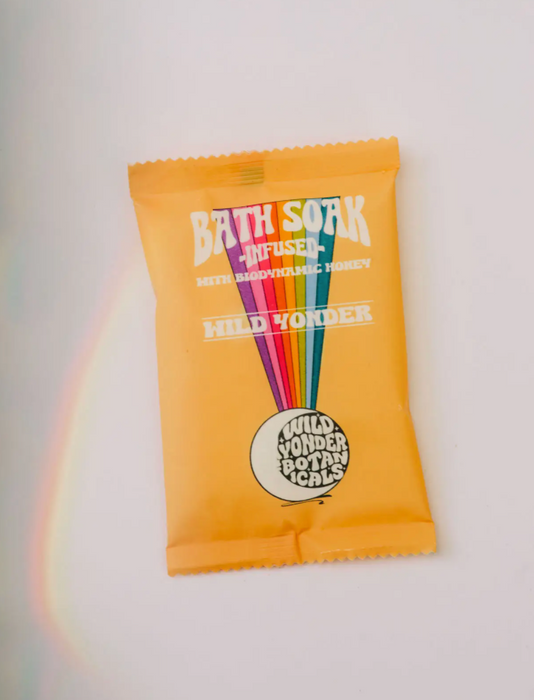 BATH SOAK
-INFUSED-
WITH BIODYNAMIC HONEY
WILD YONDER
WILD
YONDER
BOTAN
ICALS